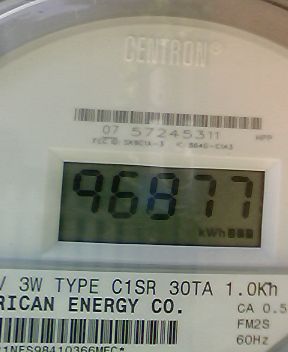 CENTRON®
07 57245311
96877
kWh
V 3W TYPE C1SR 30TA 1.0Kh
RICAN ENERGY CO.
CA 0.5
FM2S
60Hz